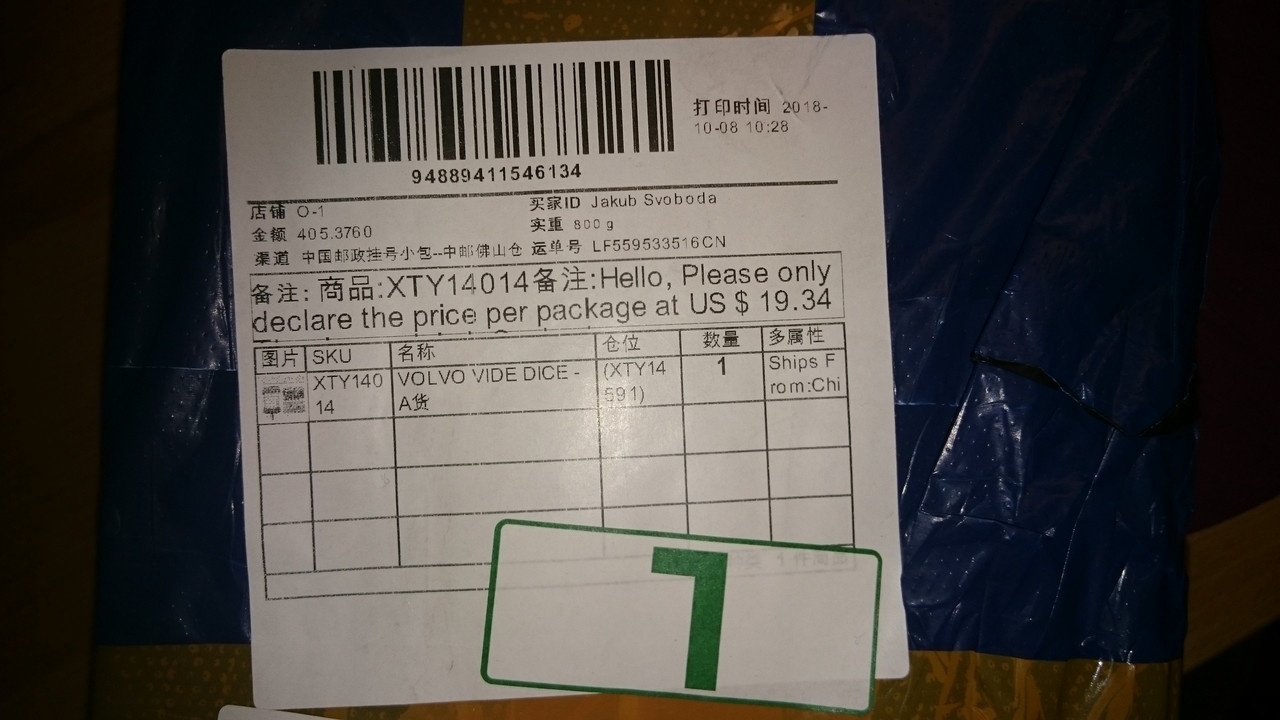 打印时间 2018-
10-08 10:28
94889411546134
店铺 O-1 买家ID Jakub Svoboda
金额 405.3760 实重 800 g
渠道 中国邮政挂号小包--中邮佛山仓 运单号 LF559533516CN
备注: 商品:XTY14014备注:Hello, Please only
declare the price per package at US $ 19.34
图片 SKU 名称 仓位 数量 多属性
XTY140 VOLVO VIDE DICE - (XTY14 1 Ships F
14 A货 591) rom:Chi
1